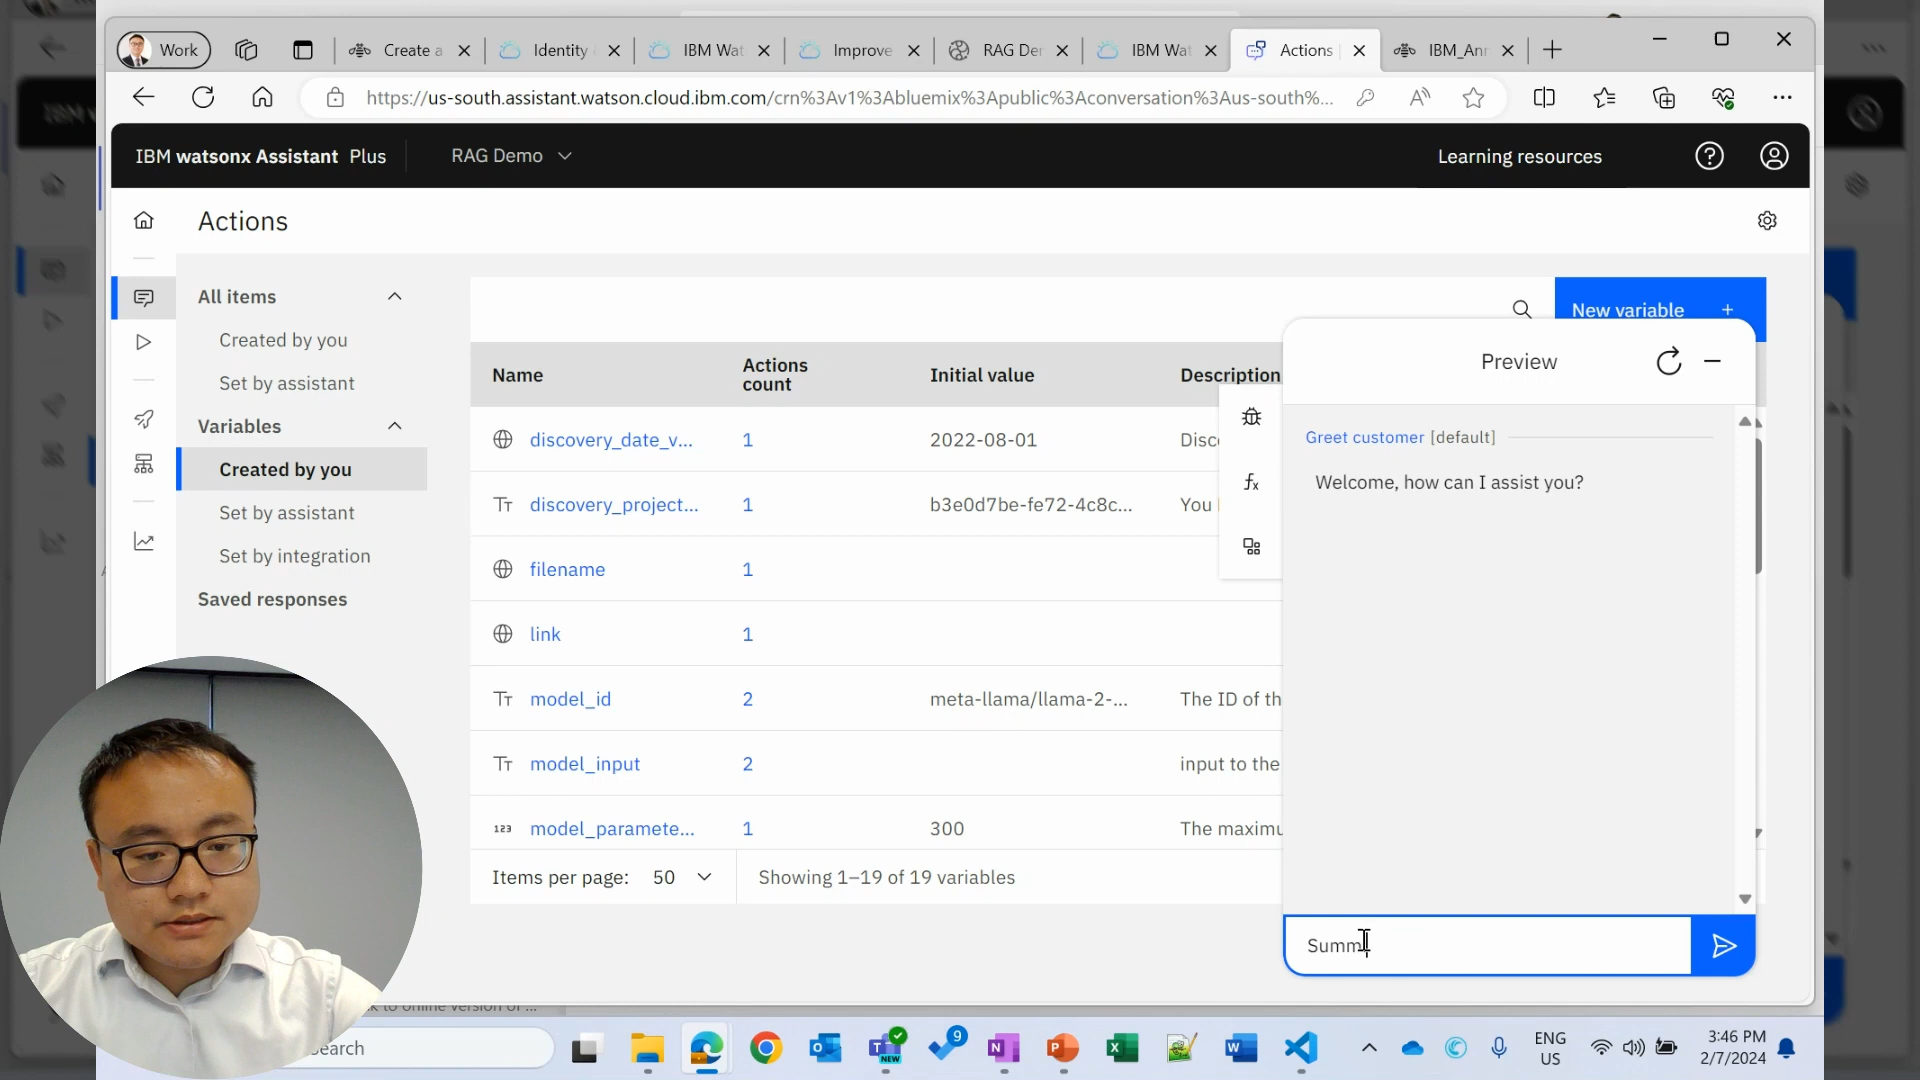 Work
Create a
Identity
IBM Wat
Improve
RAG Der
IBM Wat
Actions
IBM_Ann
https://us-south.assistant.watson.cloud.ibm.com/crn%3Av1%3Abluemix%3Apublic%3Aconversation%3Aus-south%...
IBM watsonx Assistant Plus
RAG Demo
Learning resources
Actions
All items
Created by you
Set by assistant
Variables
Created by you
Set by assistant
Set by integration
Saved responses
New variable +
Name
Actions count
Initial value
Description
discovery_date_v...
1
2022-08-01
Disc
discovery_project...
1
b3e0d7be-fe72-4c8c...
You
filename
1
link
1
model_id
2
meta-llama/llama-2-...
The ID of th
model_input
2
input to the
model_paramete...
1
300
The maximu
Items per page: 50
Showing 1–19 of 19 variables
Preview
Greet customer [default]
Welcome, how can I assist you?
Summ
earch
NEW
9
ENG
US
3:46 PM
2/7/2024